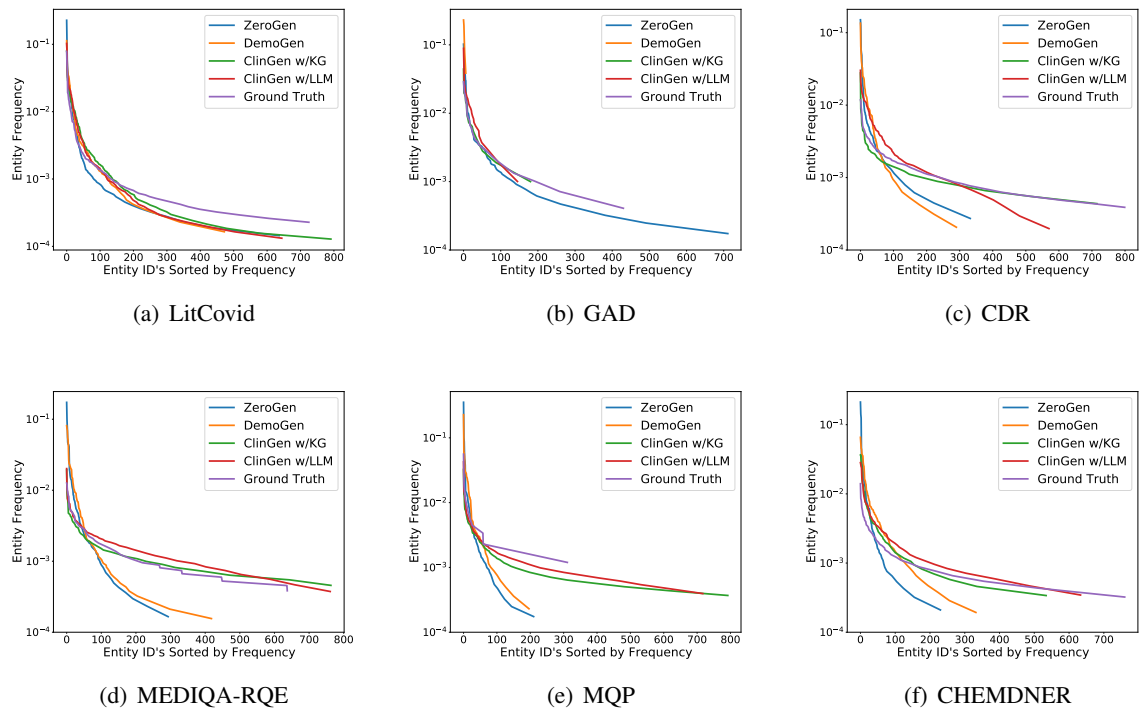 ZeroGen
DemoGen
ClinGen w/KG
ClinGen w/LLM
Ground Truth
Entity Frequency
10⁻¹
10⁻²
10⁻³
10⁻⁴
0 100 200 300 400 500 600 700 800
Entity ID's Sorted by Frequency
(a) LitCovid
ZeroGen
DemoGen
ClinGen w/KG
ClinGen w/LLM
Ground Truth
Entity Frequency
10⁻¹
10⁻²
10⁻³
10⁻⁴
0 100 200 300 400 500 600 700
Entity ID's Sorted by Frequency
(b) GAD
ZeroGen
DemoGen
ClinGen w/KG
ClinGen w/LLM
Ground Truth
Entity Frequency
10⁻¹
10⁻²
10⁻³
10⁻⁴
0 100 200 300 400 500 600 700 800
Entity ID's Sorted by Frequency
(c) CDR
ZeroGen
DemoGen
ClinGen w/KG
ClinGen w/LLM
Ground Truth
Entity Frequency
10⁻¹
10⁻²
10⁻³
10⁻⁴
0 100 200 300 400 500 600 700 800
Entity ID's Sorted by Frequency
(d) MEDIQA-RQE
ZeroGen
DemoGen
ClinGen w/KG
ClinGen w/LLM
Ground Truth
Entity Frequency
10⁻¹
10⁻²
10⁻³
10⁻⁴
0 100 200 300 400 500 600 700 800
Entity ID's Sorted by Frequency
(e) MQP
ZeroGen
DemoGen
ClinGen w/KG
ClinGen w/LLM
Ground Truth
Entity Frequency
10⁻¹
10⁻²
10⁻³
10⁻⁴
0 100 200 300 400 500 600 700
Entity ID's Sorted by Frequency
(f) CHEMDNER